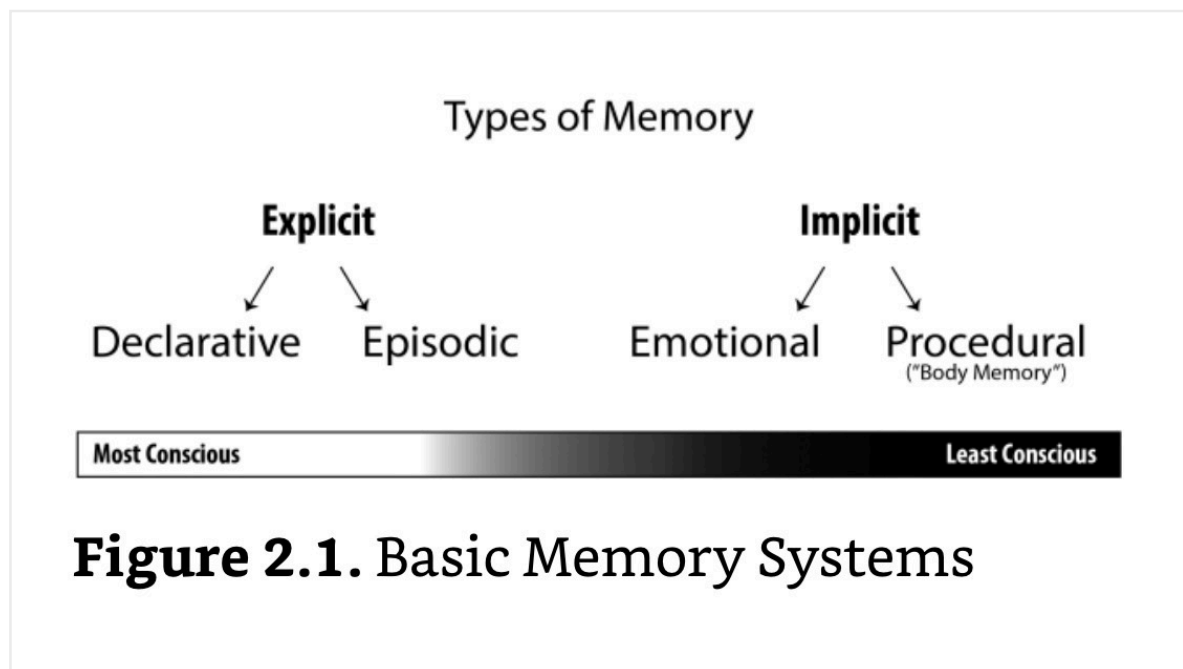 Types of Memory
Explicit Implicit
Declarative Episodic Emotional Procedural
("Body Memory")
Most Conscious Least Conscious
Figure 2.1. Basic Memory Systems